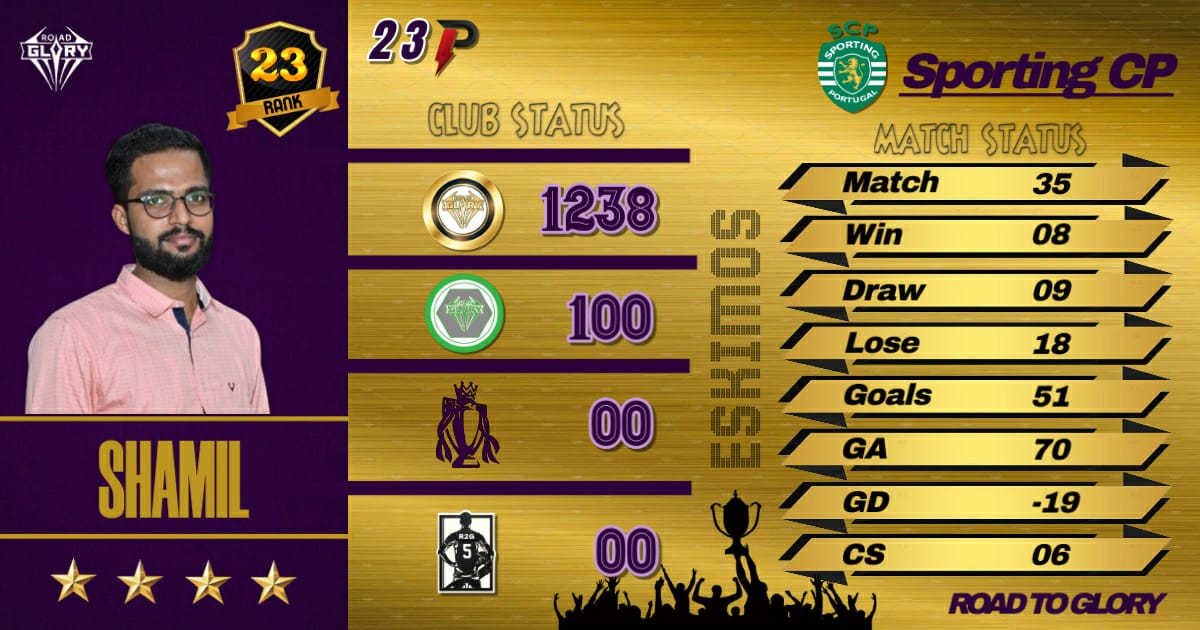 ROAD
GLORY
23
RANK
SHAMIL
23 P
CLUB STATUS
GLORY
1238
GLORY
100
00
R2G
5
00
ESKIMOS
SCP
SPORTING
PORTUGAL
Sporting CP
MATCH STATUS
Match 35
Win 08
Draw 09
Lose 18
Goals 51
GA 70
GD -19
CS 06
ROAD TO GLORY